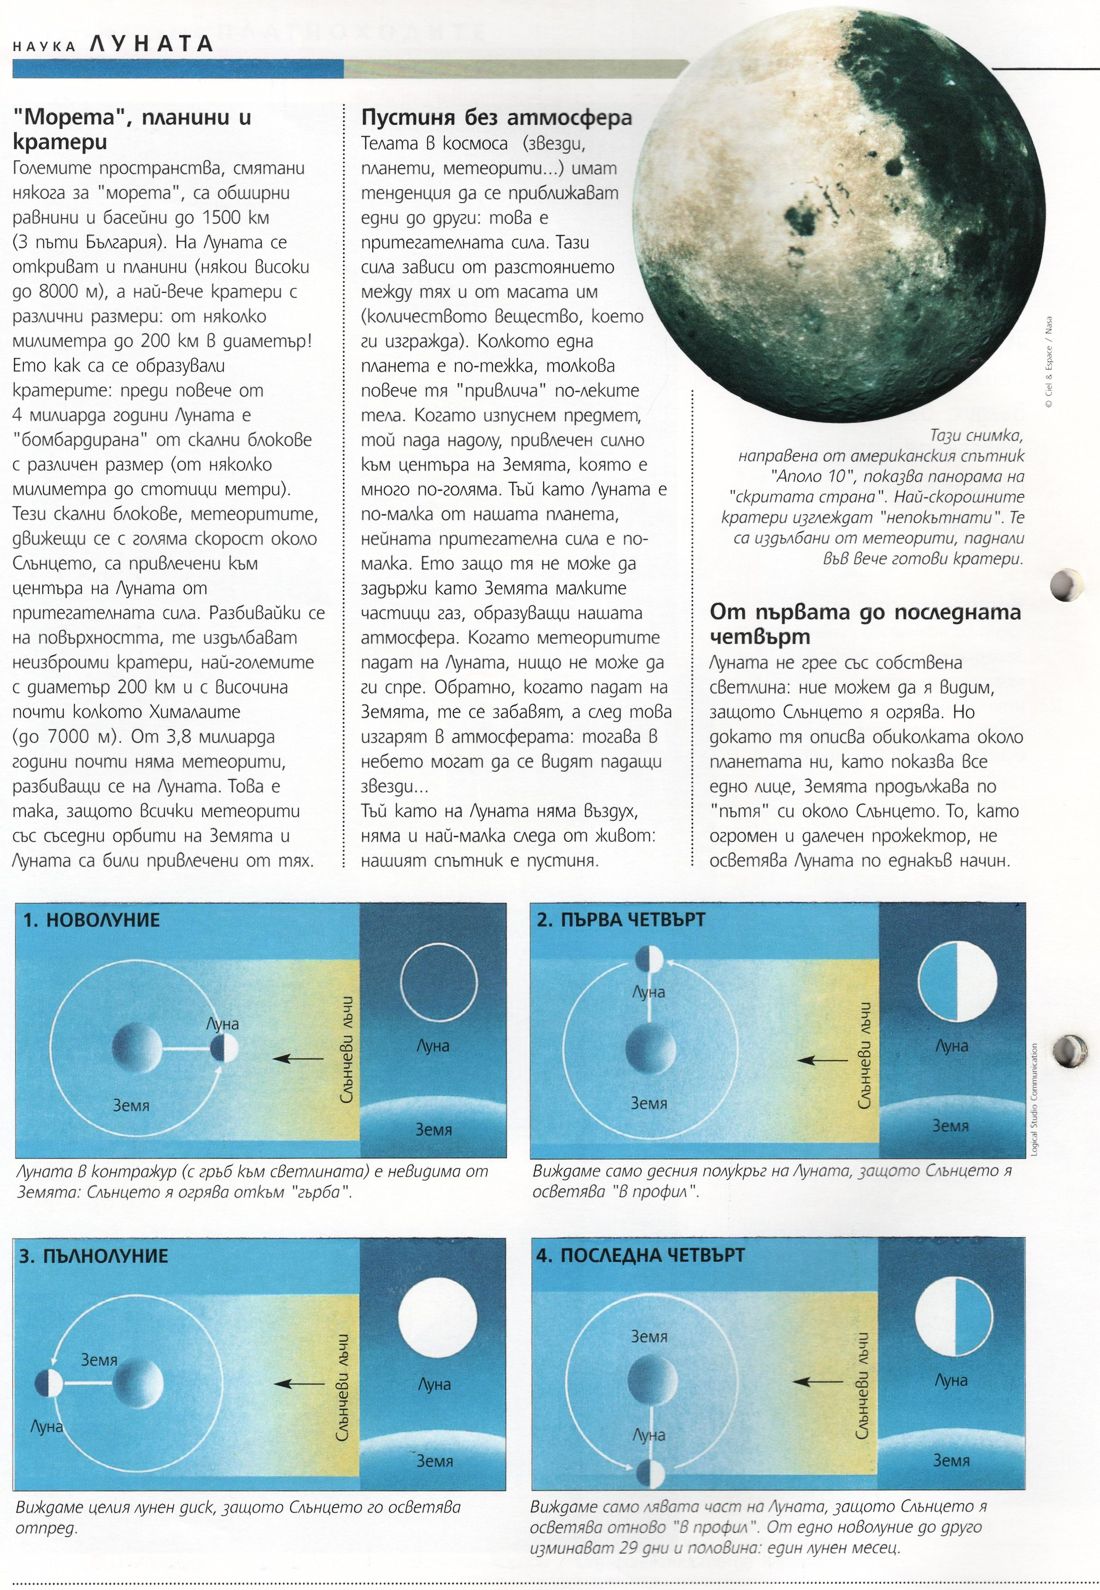 НАУКА ЛУНАТА
"Морета", планини и
кратери
Големите пространства, смятани
някога за "морета", са обширни
равнини и басейни до 1500 km
(3 пъти България). На Луната се
откриват и планини (някои високи
до 8000 м), а най-вече кратери с
различни размери: от няколко
милиметра до 200 км в диаметър!
Ето как са се образували
кратерите: преди повече от
4 милиарда години Луната е
"бомбардирана" от скални блокове
с различен размер (от няколко
милиметра до стотици метри).
Тези скални блокове, метеоритите,
движещи се с голяма скорост около
Слънцето, са привлечени към
центъра на Луната от
притегателната сила. Разбивайки се
на повърхността, те издълбават
неизброими кратери, най-големите
с диаметър 200 км и с височина
почти колкото Хималаите
(до 7000 м). От 3,8 милиарда
години почти няма метеорити,
разбиващи се на Луната. Това е
така, защото всички метеорити
със съседни орбити на Земята и
Луната са били привлечени от тях.
Пустиня без атмосфера
Телата в космоса (звезди,
планети, метеорити...) имат
тенденция да се приближават
едни до други: това е
притегателната сила. Тази
сила зависи от разстоянието
между тях и от масата им
(количеството вещество, което
ги изгражда). Колкото една
планета е по-тежка, толкова
повече тя "привлича" по-леките
тела. Когато изпуснем предмет,
той пада надолу, привлечен силно
към центъра на Земята, която е
много по-голяма. Тъй като Луната е
по-малка от нашата планета,
нейната притегателна сила е по-
малка. Ето защо тя не може да
задържи като Земята малките
частици газ, образуващи нашата
атмосфера. Когато метеоритите
падат на Луната, нищо не може да
ги спре. Обратно, когато падат на
Земята, те се забавят, а след това
изгарят в атмосферата: тогава в
небето могат да се видят падащи
звезди...
Тъй като на Луната няма въздух,
няма и най-малка следа от живот:
нашият спътник е пустиня.
© Ciel & Espace / Nasa
Тази снимка,
направена от американския спътник
"Аполо 10", показва панорама на
"скритата страна". Най-скорошните
кратери изглеждат "непокътнати". Те
са издълбани от метеорити, паднали
във вече готови кратери.
От първата до последната
четвърт
Луната не грее със собствена
светлина: ние можем да я видим,
защото Слънцето я огрява. Но
докато тя описва обиколката около
планетата ни, като показва все
едно лице, Земята продължава по
"пътя" си около Слънцето. То, като
огромен и далечен прожектор, не
осветява Луната по еднакъв начин.
1. НОВОЛУНИЕ
Луна
Земя
Слънчеви лъчи
Луна
Земя
Луната в контражур (с гръб към светлината) е невидима от
Земята: Слънцето я огрява откъм "гърба".
2. ПЪРВА ЧЕТВЪРТ
Луна
Земя
Слънчеви лъчи
Луна
Земя
Logical Studio Communication
Виждаме само десния полукръг на Луната, защото Слънцето я
осветява "в профил".
3. ПЪЛНОЛУНИЕ
Земя
Луна
Слънчеви лъчи
Луна
Земя
Виждаме целия лунен диск, защото Слънцето го осветява
отпред.
4. ПОСЛЕДНА ЧЕТВЪРТ
Земя
Луна
Слънчеви лъчи
Луна
Земя
Виждаме само лявата част на Луната, защото Слънцето я
осветява отново "в профил". От едно новолуние до друго
изминават 29 дни и половина: един лунен месец.